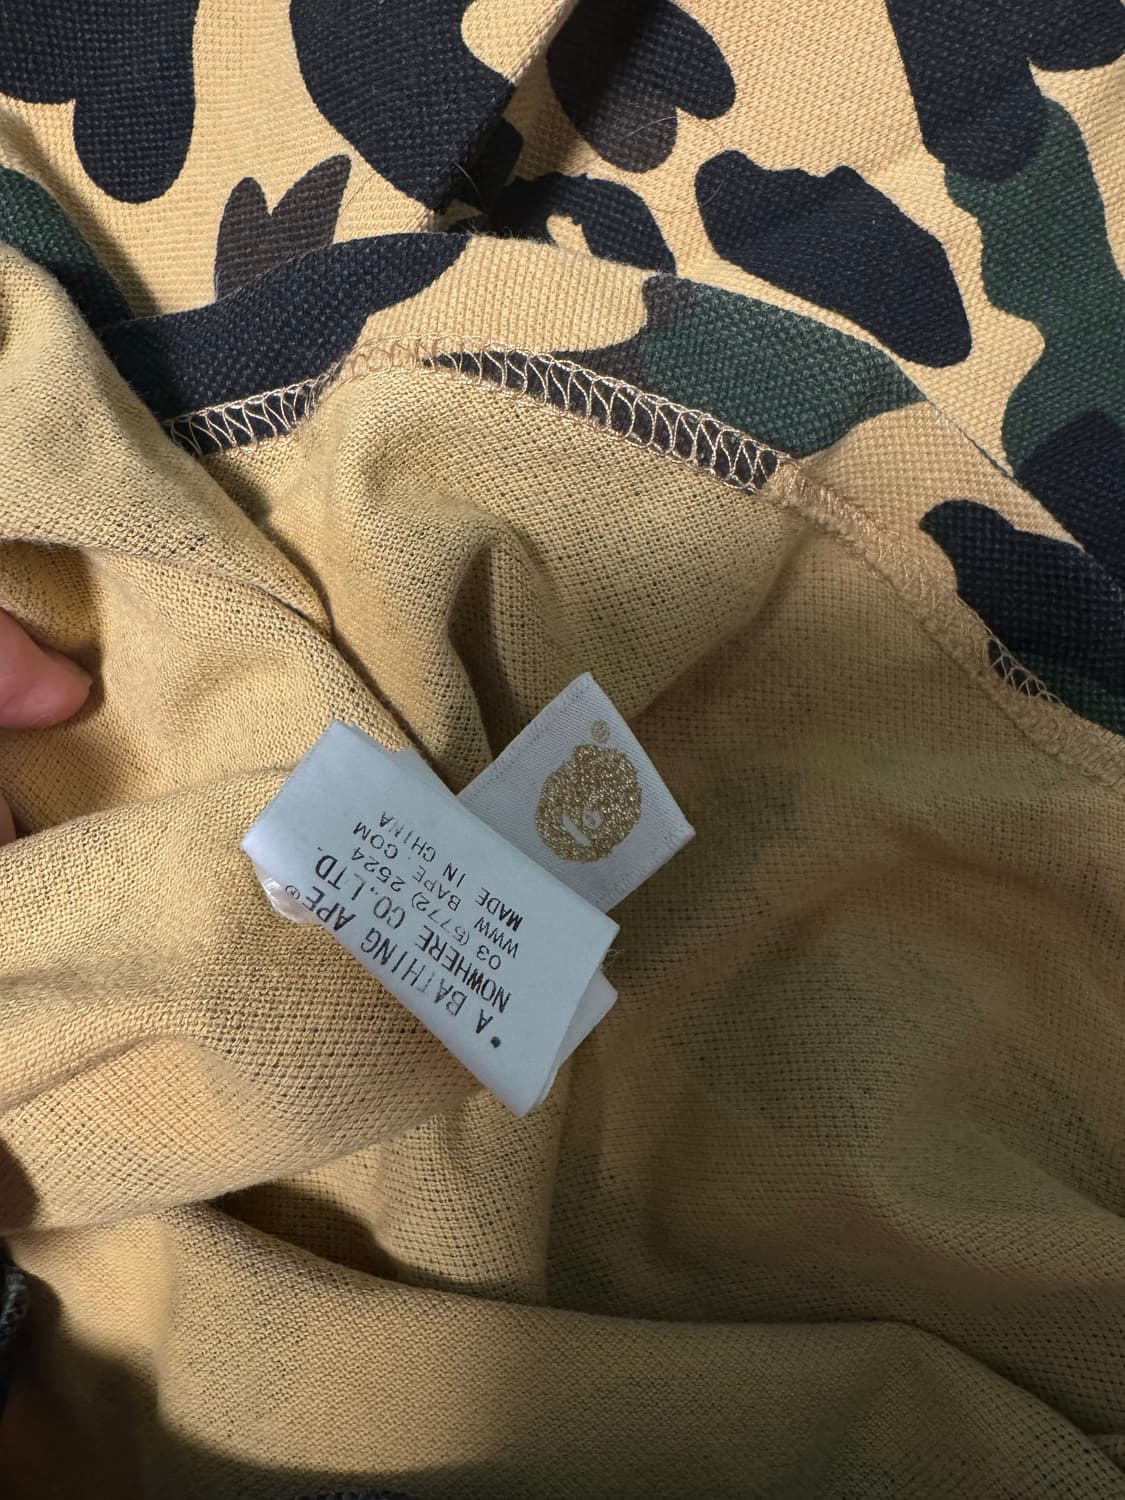 • A BATHING APE®
NOWHERE CO., LTD.
03 (5772) 2524
WWW BAPE COM
MADE IN CHINA
®